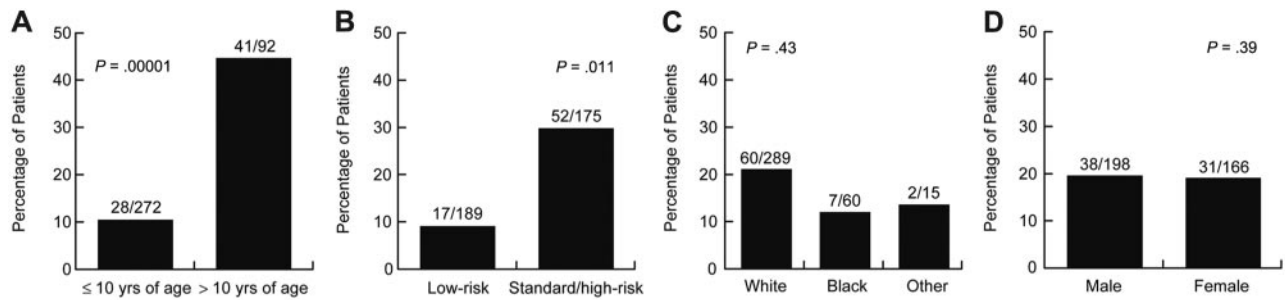 A
Percentage of Patients
50
40
30
20
10
0
P = .00001
28/272
41/92
≤ 10 yrs of age
> 10 yrs of age
B
Percentage of Patients
50
40
30
20
10
0
P = .011
17/189
52/175
Low-risk
Standard/high-risk
C
Percentage of Patients
50
40
30
20
10
0
P = .43
60/289
7/60
2/15
White
Black
Other
D
Percentage of Patients
50
40
30
20
10
0
P = .39
38/198
31/166
Male
Female